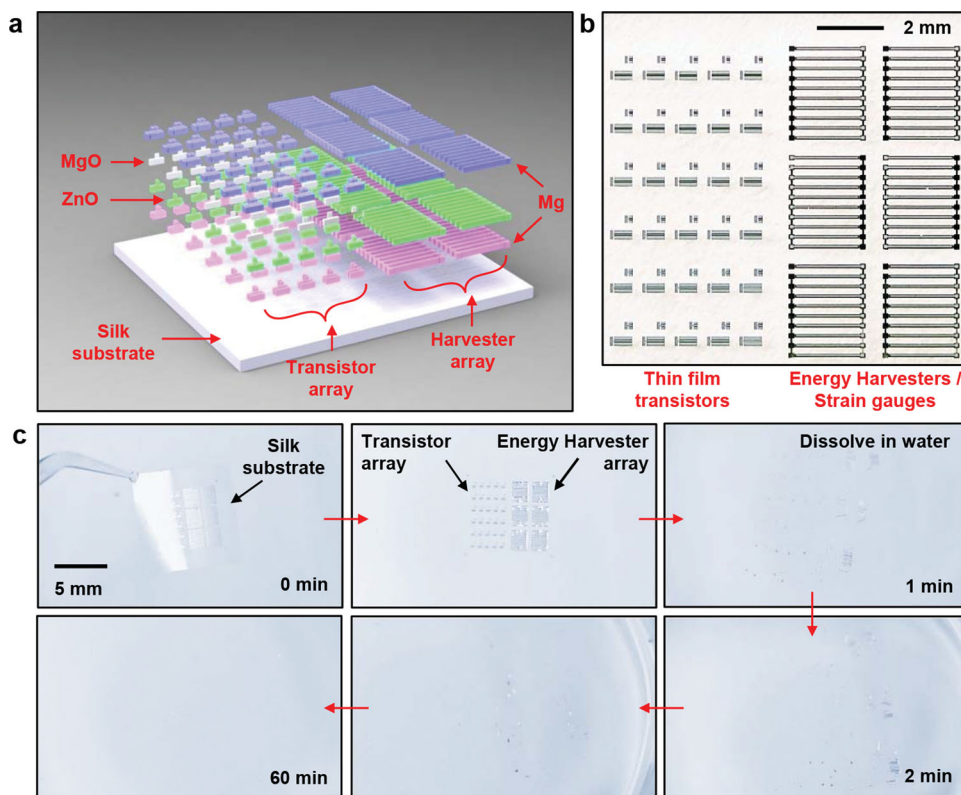 a
MgO
ZnO
Mg
Silk
substrate
Transistor
array
Harvester
array
b
2 mm
Thin film
transistors
Energy Harvesters /
Strain gauges
c
Silk
substrate
5 mm
0 min
Transistor
array
Energy Harvester
array
Dissolve in water
1 min
60 min
2 min